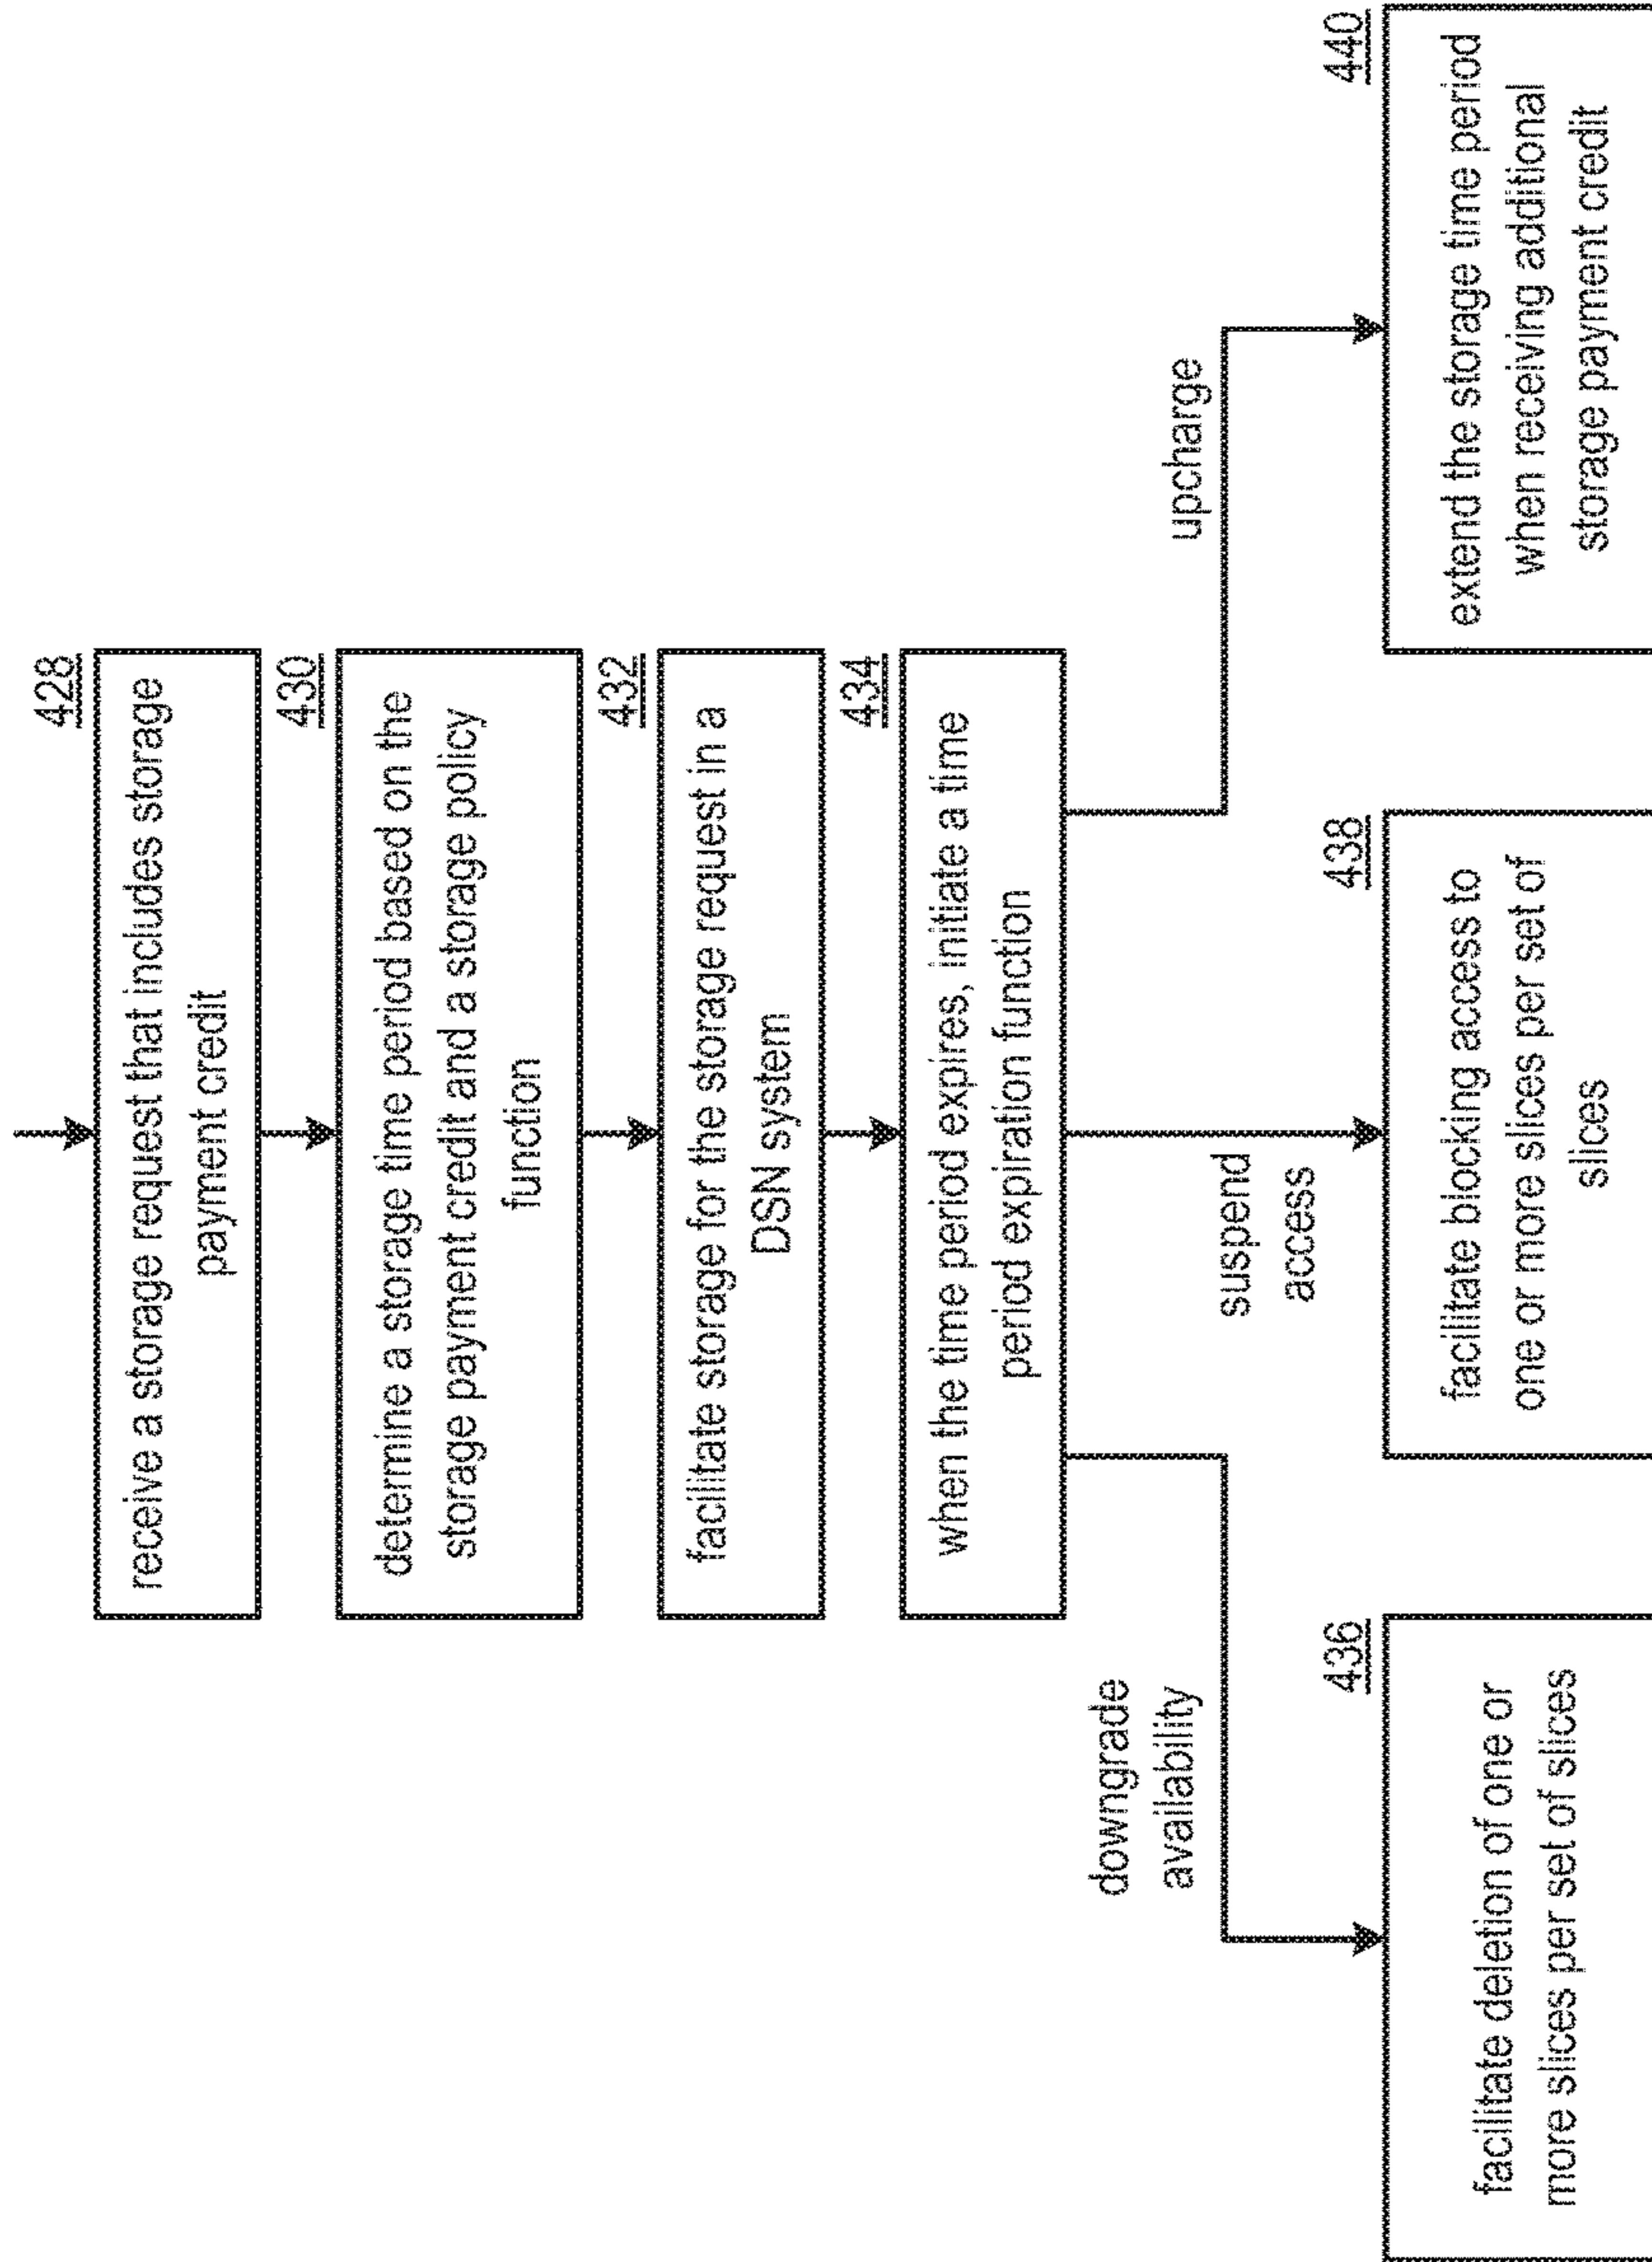 428
receive a storage request that includes storage
payment credit
430
determine a storage time period based on the
storage payment credit and a storage policy
function
432
facilitate storage for the storage request in a
DSN system
434
when the time period expires, initiate a time
period expiration function
downgrade
availability
suspend
access
upcharge
436
facilitate deletion of one or
more slices per set of slices
438
facilitate blocking access to
one or more slices per set of
slices
440
extend the storage time period
when receiving additional
storage payment credit